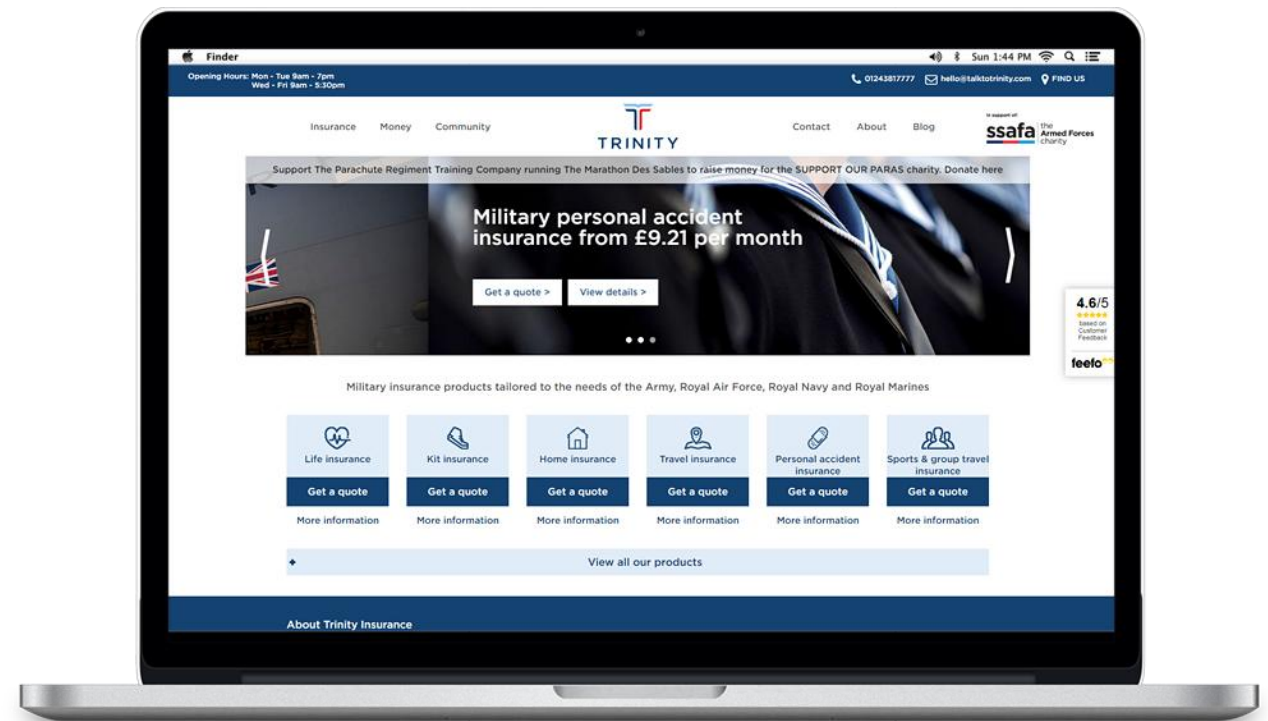 Finder
Sun 1:44 PM
Opening Hours: Mon - Tue 9am - 7pm
Wed - Fri 9am - 5:30pm
01243817777
hello@talktotrinity.com
FIND US
Insurance
Money
Community
TRINITY
Contact
About
Blog
in support of
ssafa
the
Armed Forces
charity
Support The Parachute Regiment Training Company running The Marathon Des Sables to raise money for the SUPPORT OUR PARAS charity. Donate here
Military personal accident
insurance from £9.21 per month
Get a quote >
View details >
4.6/5
based on
Customer
Feedback
feefo
Military insurance products tailored to the needs of the Army, Royal Air Force, Royal Navy and Royal Marines
Life insurance
Get a quote
More information
Kit insurance
Get a quote
More information
Home insurance
Get a quote
More information
Travel insurance
Get a quote
More information
Personal accident
insurance
Get a quote
More information
Sports & group travel
insurance
Get a quote
More information
+
View all our products
About Trinity Insurance